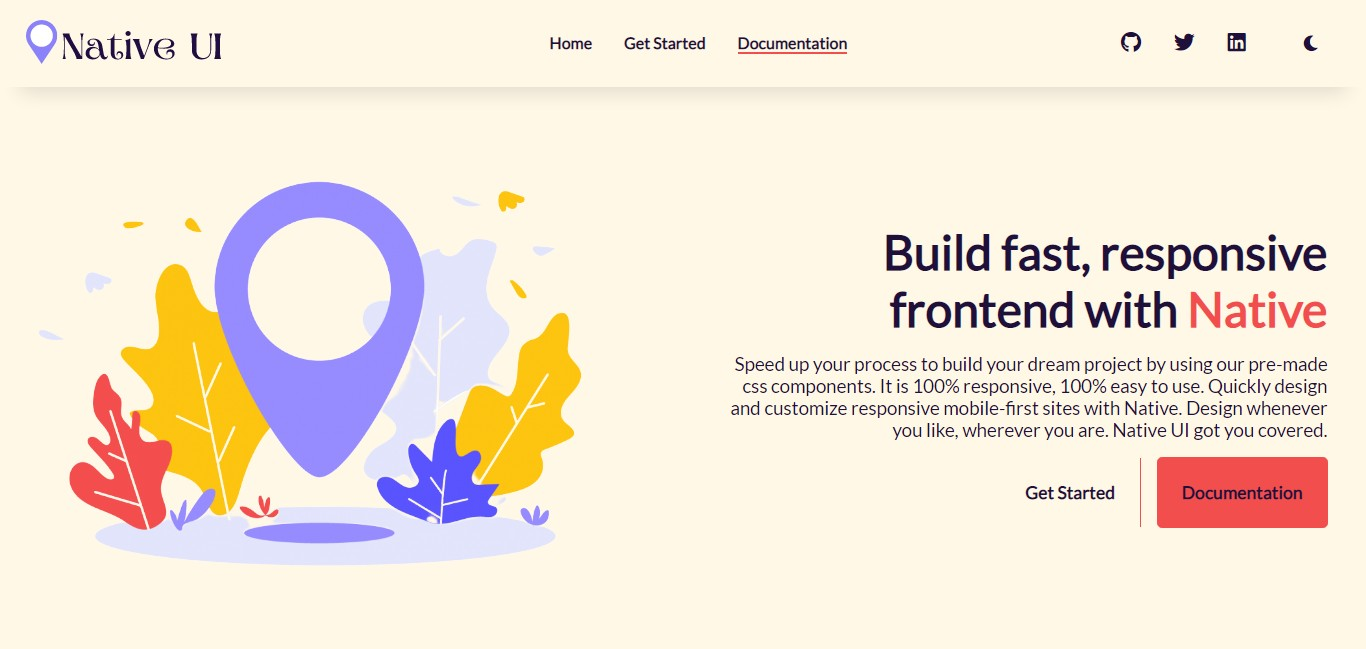 Native UI
Home
Get Started
Documentation
Build fast, responsive
frontend with Native
Speed up your process to build your dream project by using our pre-made
css components. It is 100% responsive, 100% easy to use. Quickly design
and customize responsive mobile-first sites with Native. Design whenever
you like, wherever you are. Native UI got you covered.
Get Started
Documentation